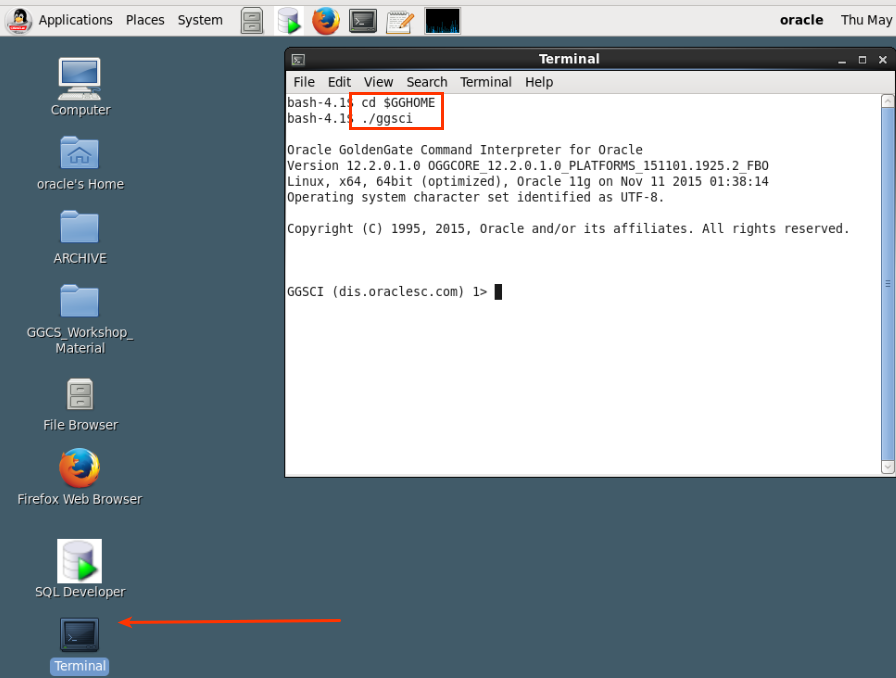 Applications Places System oracle Thu May
Computer
oracle's Home
ARCHIVE
GGCS_Workshop_
Material
File Browser
Firefox Web Browser
SQL Developer
Terminal
Terminal
File Edit View Search Terminal Help
bash-4.1$ cd $GGHOME
bash-4.1$ ./ggsci
Oracle GoldenGate Command Interpreter for Oracle
Version 12.2.0.1.0 OGGCORE_12.2.0.1.0_PLATFORMS_151101.1925.2_FBO
Linux, x64, 64bit (optimized), Oracle 11g on Nov 11 2015 01:38:14
Operating system character set identified as UTF-8.
Copyright (C) 1995, 2015, Oracle and/or its affiliates. All rights reserved.
GGSCI (dis.oraclesc.com) 1>